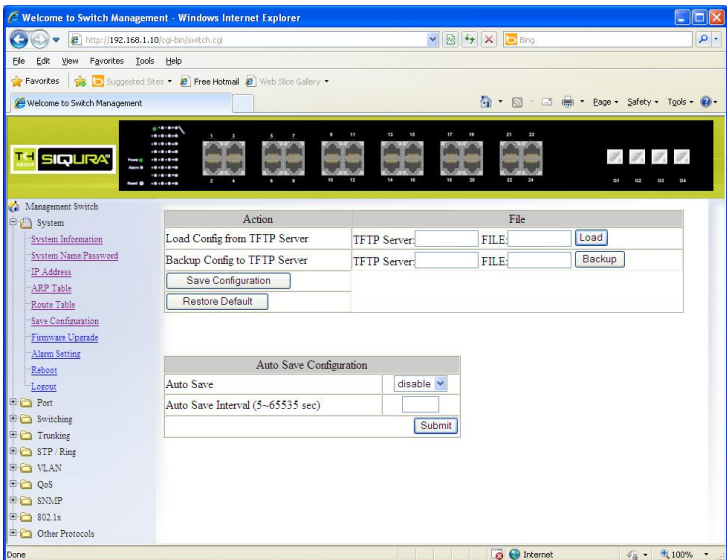 Welcome to Switch Management - Windows Internet Explorer
http://192.168.1.10/cgi-bin/switch.cgi
Bing
File Edit View Favorites Tools Help
Favorites Suggested Sites Free Hotmail Web Slice Gallery
Welcome to Switch Management
Page Safety Tools
TKH GROUP SIQURA
Power
Alarm
Reset
1 3 5 7 9 11 13 15 17 19 21 23
2 4 6 8 10 12 14 16 18 20 22 24
G1 G2 G3 G4
Management Switch
System
System Information
System Name/Password
IP Address
ARP Table
Route Table
Save Configuration
Firmware Upgrade
Alarm Setting
Reboot
Logout
Port
Switching
Trunking
STP / Ring
VLAN
QoS
SNMP
802.1x
Other Protocols
Action File
Load Config from TFTP Server TFTP Server: FILE: Load
Backup Config to TFTP Server TFTP Server: FILE: Backup
Save Configuration
Restore Default
Auto Save Configuration
Auto Save disable
Auto Save Interval (5~65535 sec)
Submit
Done Internet 100%